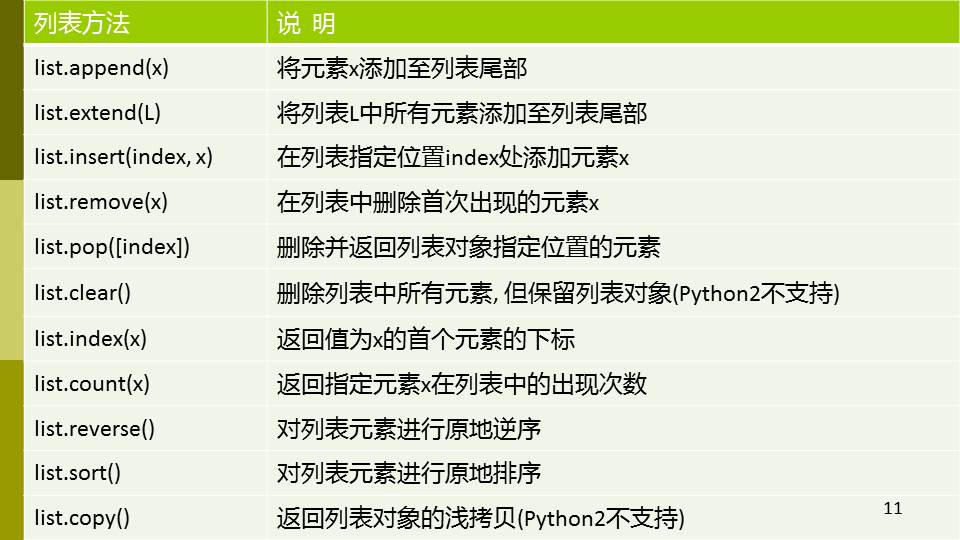 列表方法 说 明
list.append(x) 将元素x添加至列表尾部
list.extend(L) 将列表L中所有元素添加至列表尾部
list.insert(index, x) 在列表指定位置index处添加元素x
list.remove(x) 在列表中删除首次出现的元素x
list.pop([index]) 删除并返回列表对象指定位置的元素
list.clear() 删除列表中所有元素, 但保留列表对象(Python2不支持)
list.index(x) 返回值为x的首个元素的下标
list.count(x) 返回指定元素x在列表中的出现次数
list.reverse() 对列表元素进行原地逆序
list.sort() 对列表元素进行原地排序
list.copy() 返回列表对象的浅拷贝(Python2不支持)
11